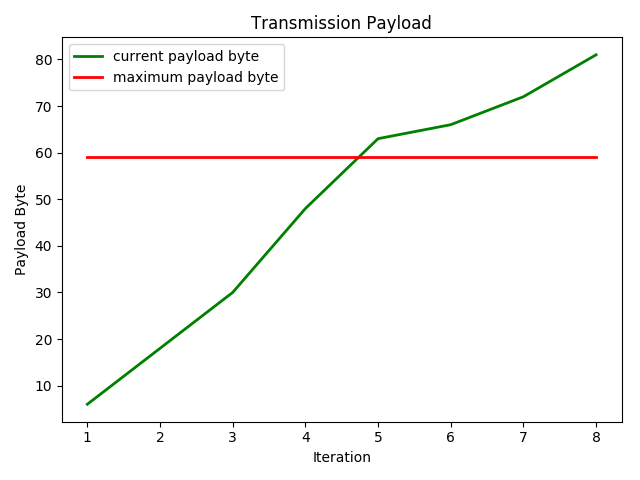 Transmission Payload
current payload byte
maximum payload byte
80
70
60
50
40
30
20
10
Payload Byte
1 2 3 4 5 6 7 8
Iteration